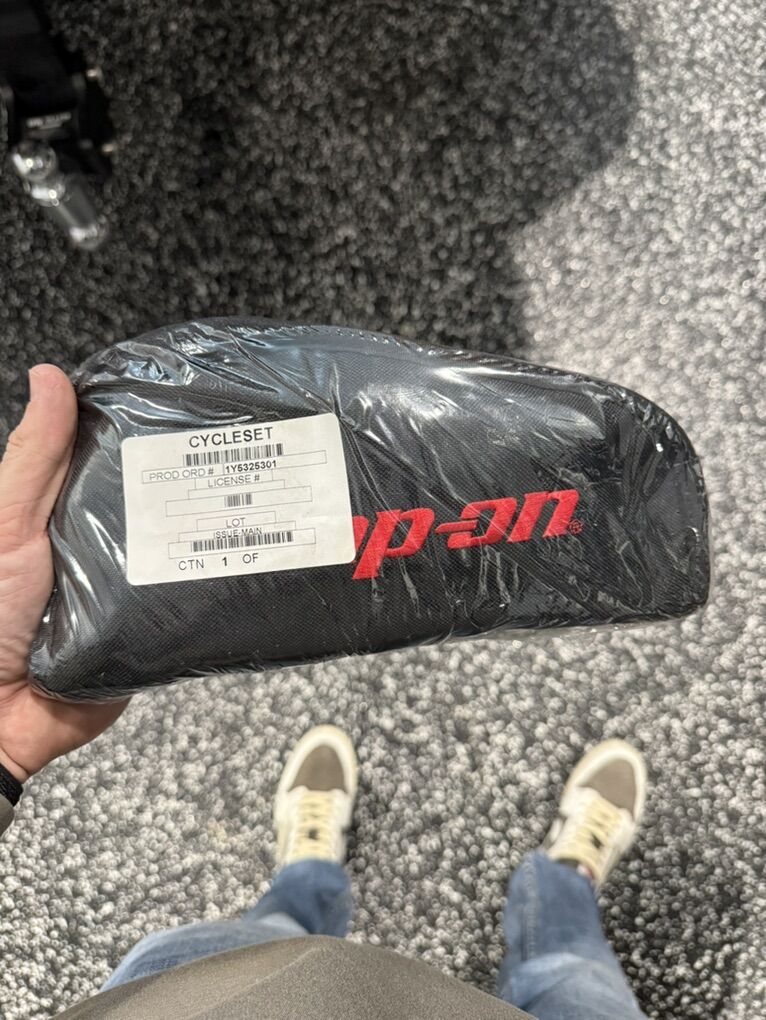 CYCLESET
PROD ORD # 1Y5325301
LICENSE #
LOT
ISSUE-MAIN
CTN 1 OF
ap-on®